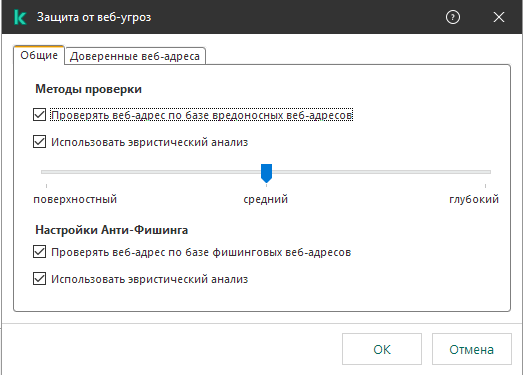 Защита от веб-угроз
Общие
Доверенные веб-адреса
Методы проверки
Проверять веб-адрес по базе вредоносных веб-адресов
Использовать эвристический анализ
поверхностный средний глубокий
Настройки Анти-Фишинга
Проверять веб-адрес по базе фишинговых веб-адресов
Использовать эвристический анализ
ОК Отмена